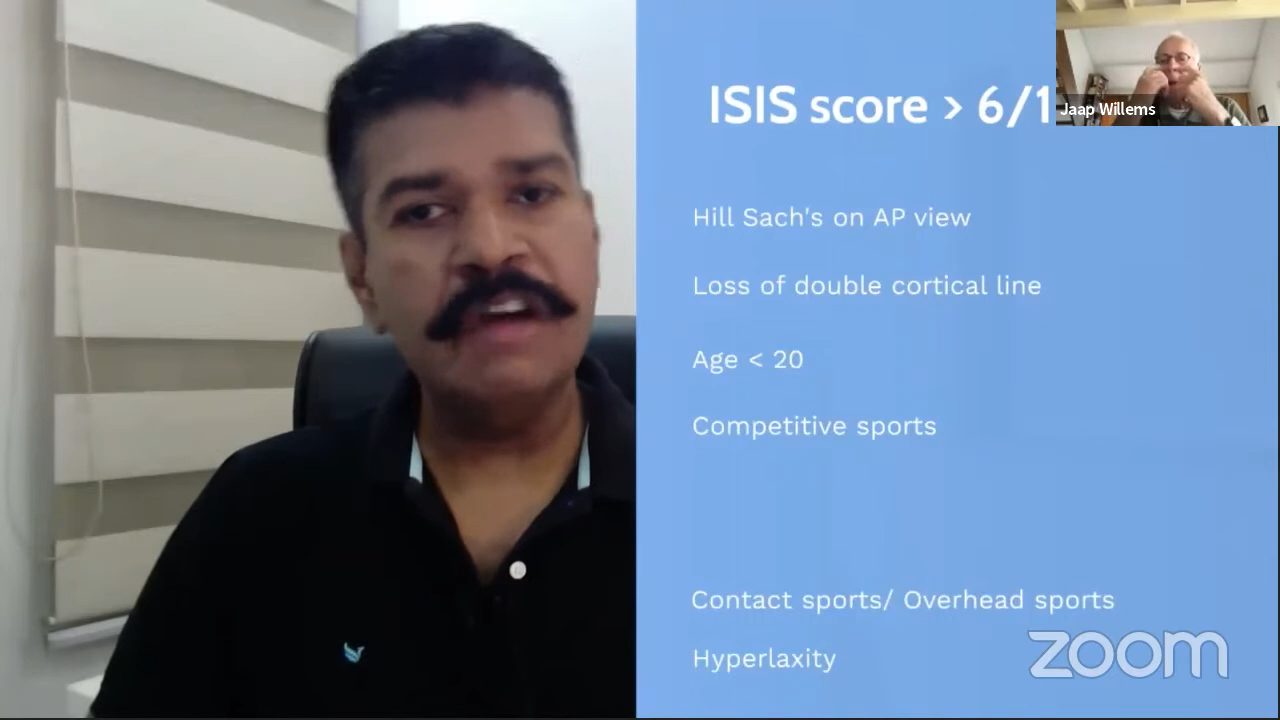 ISIS score > 6/1
Jaap Willems
Hill Sach's on AP view
Loss of double cortical line
Age < 20
Competitive sports
Contact sports/ Overhead sports
Hyperlaxity
zoom